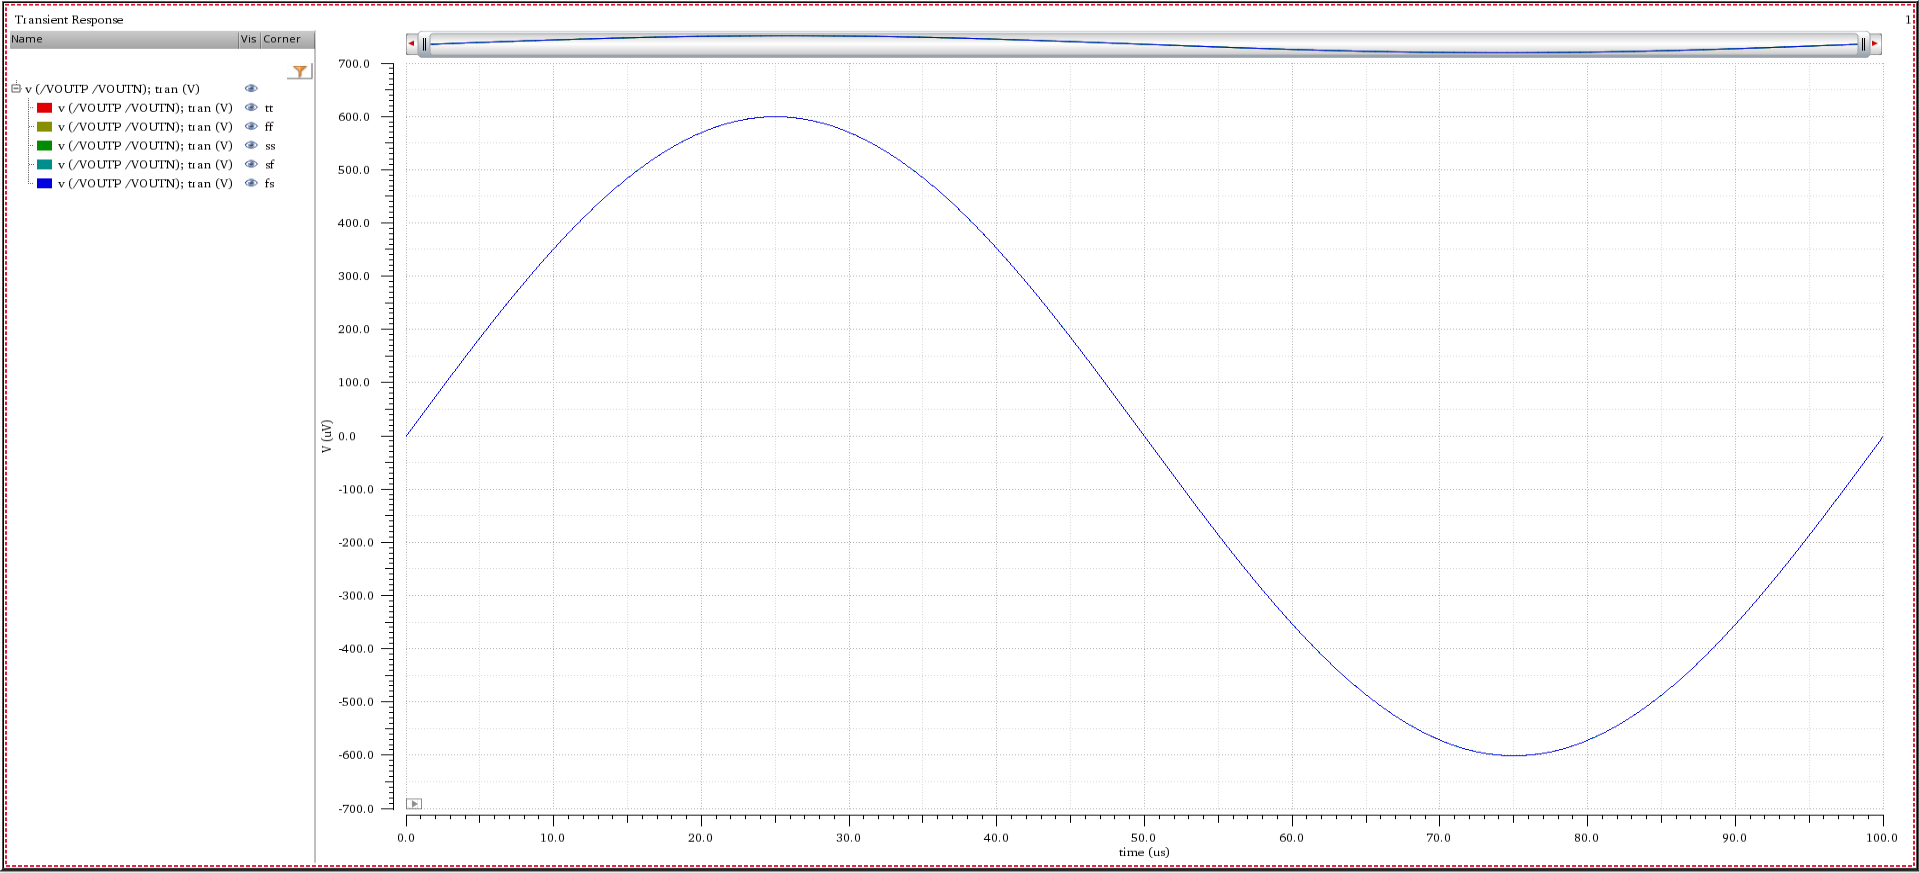 Transient Response
1
Name Vis Corner
v (/VOUTP /VOUTN); tran (V)
v (/VOUTP /VOUTN); tran (V) tt
v (/VOUTP /VOUTN); tran (V) ff
v (/VOUTP /VOUTN); tran (V) ss
v (/VOUTP /VOUTN); tran (V) sf
v (/VOUTP /VOUTN); tran (V) fs
V (uV)
700.0
600.0
500.0
400.0
300.0
200.0
100.0
0.0
-100.0
-200.0
-300.0
-400.0
-500.0
-600.0
-700.0
0.0 10.0 20.0 30.0 40.0 50.0 60.0 70.0 80.0 90.0 100.0
time (us)